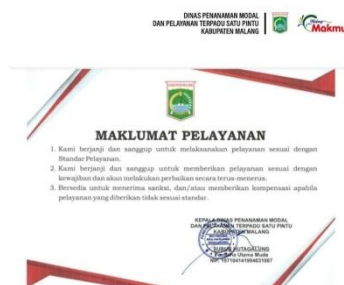 DINAS PENANAMAN MODAL
DAN PELAYANAN TERPADU SATU PINTU
KABUPATEN MALANG
Makmu
MAKLUMAT PELAYANAN
1. Kami berjanji dan sanggup untuk melaksanakan pelayanan sesuai dengan
Standar Pelayanan.
2. Kami berjanji dan sanggup untuk memberikan pelayanan sesuai dengan
kewajiban dan akan melakukan perbaikan secara terus-menerus.
3. Bersedia untuk menerima sanksi, dan/atau memberikan kompensasi apabila
pelayanan yang diberikan tidak sesuai standar.
KEPALA DINAS PENANAMAN MODAL
DAN PELAYANAN TERPADU SATU PINTU
KABUPATEN MALANG
HUTAGALUNG
Utama Muda